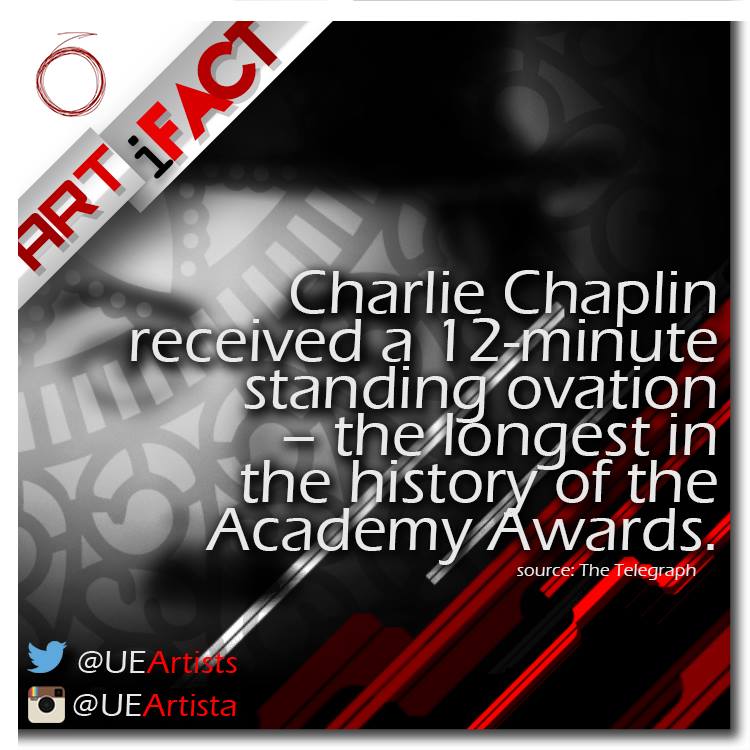 ART iFACT
Charlie Chaplin
received a 12-minute
standing ovation
– the longest in
the history of the
Academy Awards.
source: The Telegraph
@UEArtists
@UEArtista